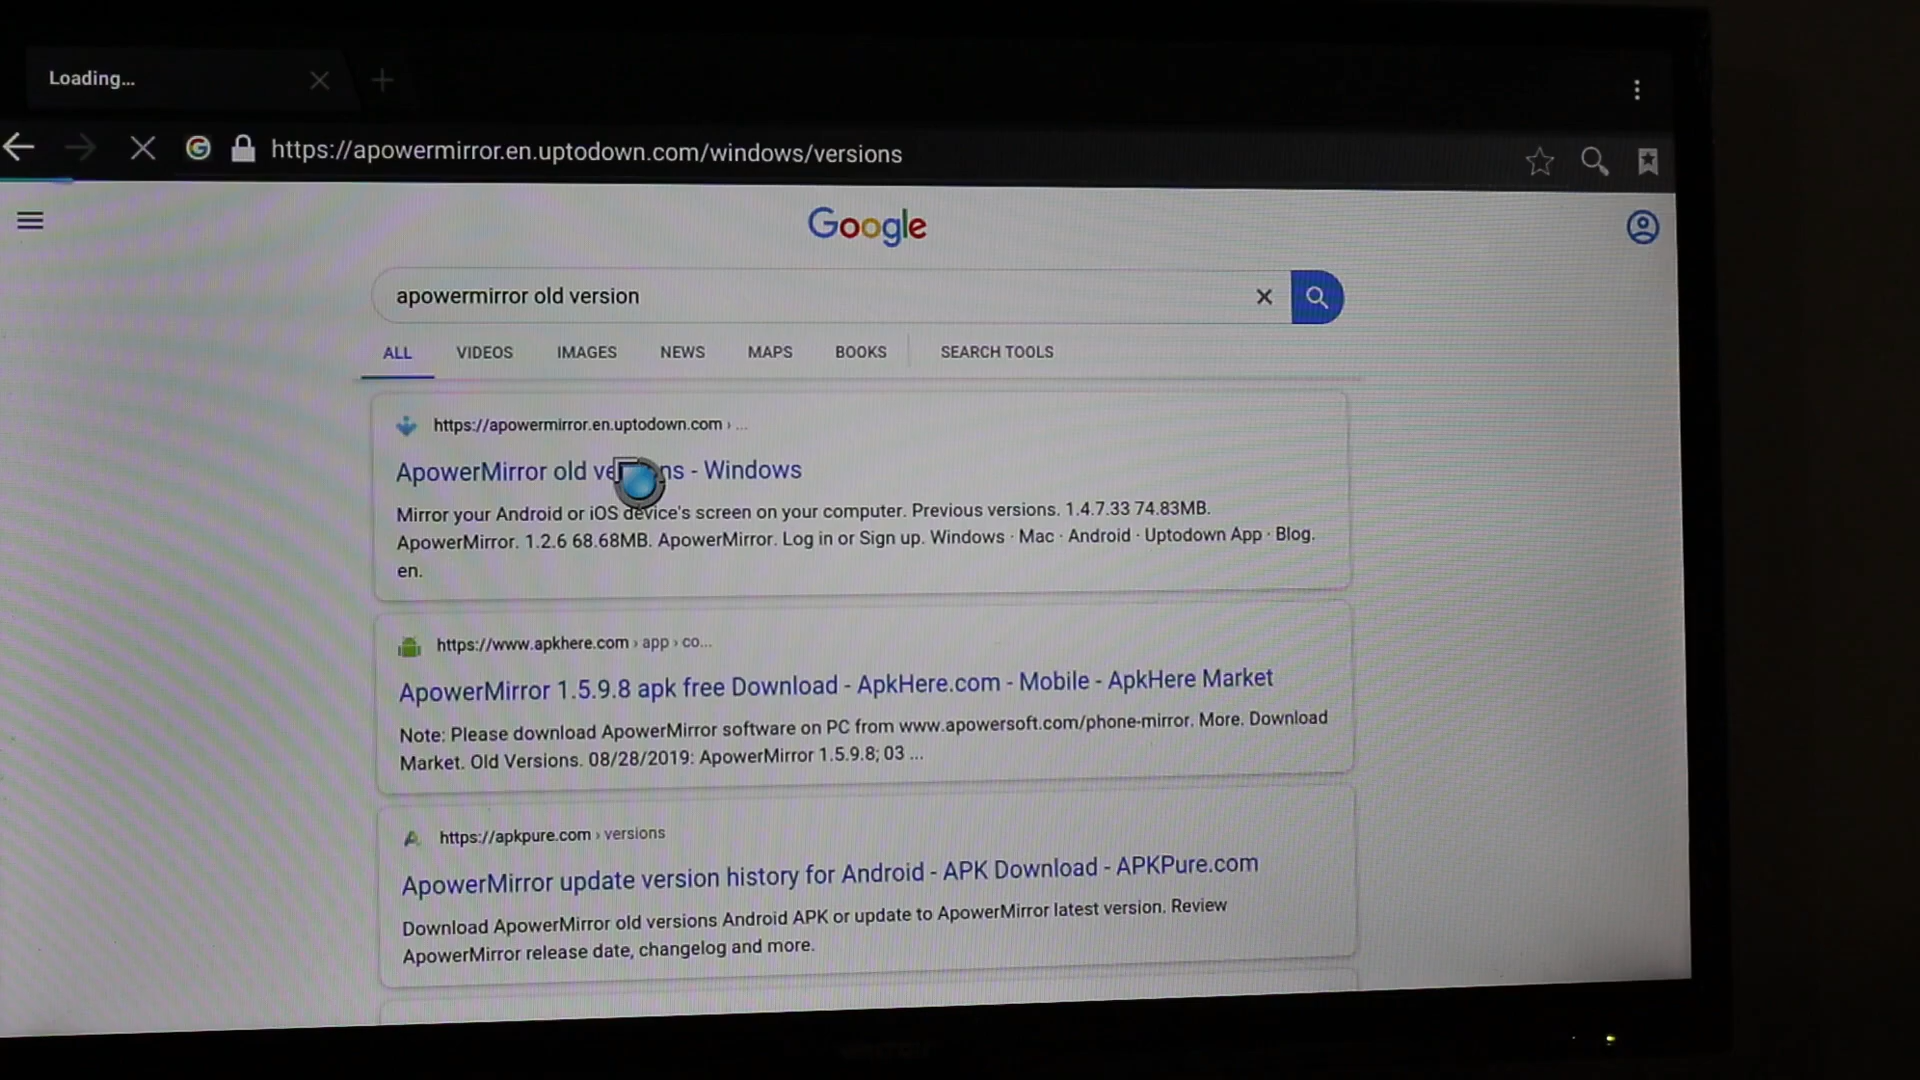 Loading...
https://apowermirror.en.uptodown.com/windows/versions
Google
apowermirror old version
ALL VIDEOS IMAGES NEWS MAPS BOOKS SEARCH TOOLS
https://apowermirror.en.uptodown.com › ...
ApowerMirror old - Windows
Mirror your Android or iOS device's screen on your computer. Previous versions. 1.4.7.33 74.83MB.
ApowerMirror. 1.2.6 68.68MB. ApowerMirror. Log in or Sign up. Windows · Mac · Android · Uptodown App · Blog.
en.
https://www.apkhere.com › app › co...
ApowerMirror 1.5.9.8 apk free Download - ApkHere.com - Mobile - ApkHere Market
Note: Please download ApowerMirror software on PC from www.apowersoft.com/phone-mirror. More. Download
Market. Old Versions. 08/28/2019: ApowerMirror 1.5.9.8; 03 ...
https://apkpure.com › versions
ApowerMirror update version history for Android - APK Download - APKPure.com
Download ApowerMirror old versions Android APK or update to ApowerMirror latest version. Review
ApowerMirror release date, changelog and more.